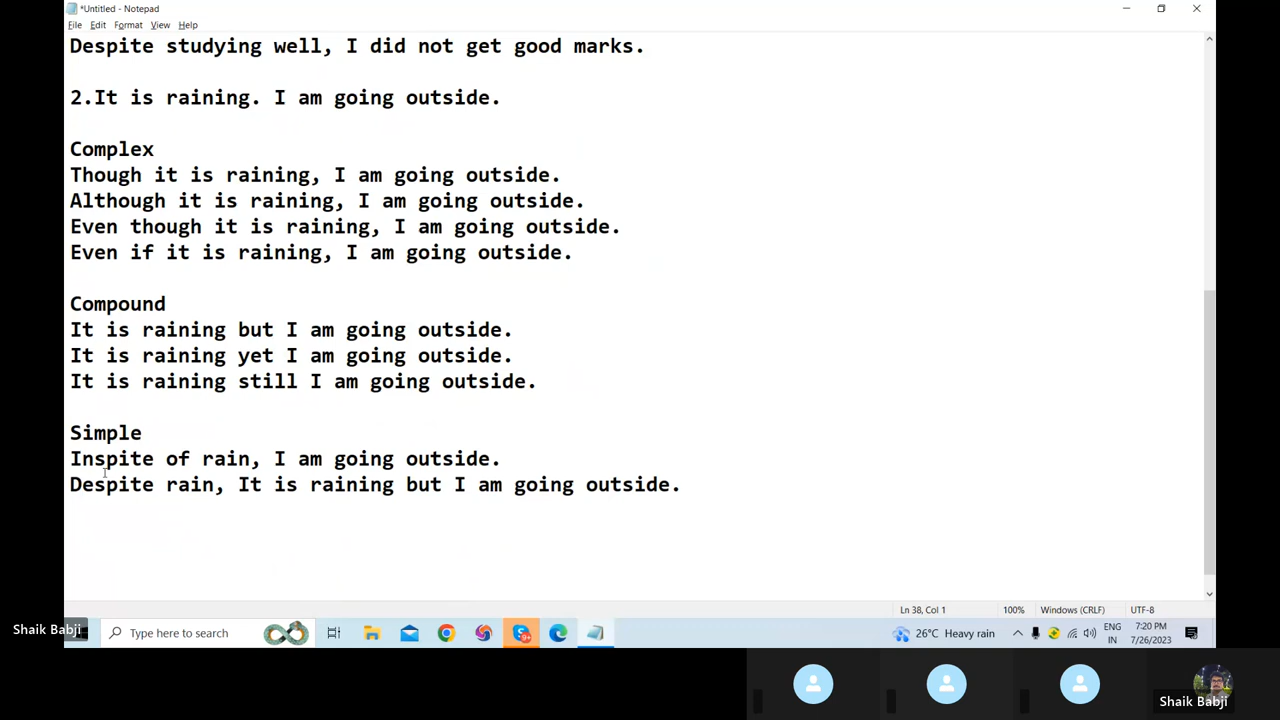 *Untitled - Notepad
File Edit Format View Help
Despite studying well, I did not get good marks.
2.It is raining. I am going outside.
Complex
Though it is raining, I am going outside.
Although it is raining, I am going outside.
Even though it is raining, I am going outside.
Even if it is raining, I am going outside.
Compound
It is raining but I am going outside.
It is raining yet I am going outside.
It is raining still I am going outside.
Simple
Inspite of rain, I am going outside.
Despite rain, It is raining but I am going outside.
Ln 38, Col 1 100% Windows (CRLF) UTF-8
Shaik Babji
Type here to search
26°C Heavy rain
ENG
IN
7:20 PM
7/26/2023
Shaik Babji